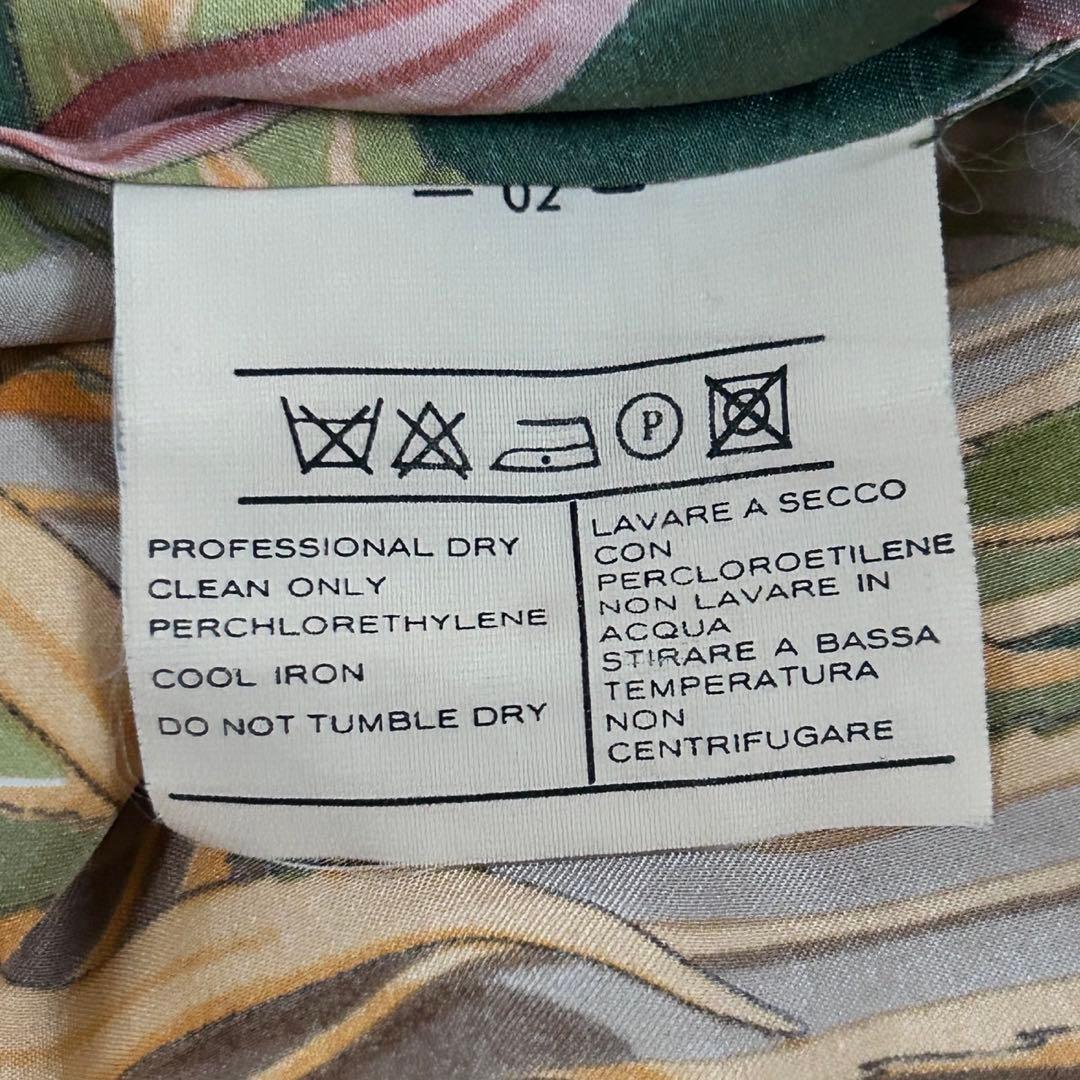 02
P
PROFESSIONAL DRY
CLEAN ONLY
PERCHLORETHYLENE
COOL IRON
DO NOT TUMBLE DRY
LAVARE A SECCO
CON
PERCLOROETILENE
NON LAVARE IN
ACQUA
STIRARE A BASSA
TEMPERATURA
NON
CENTRIFUGARE